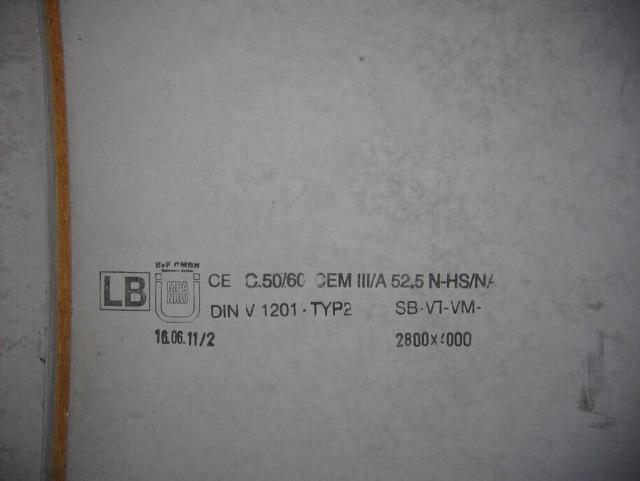 B+F GMBH
LB MPA NRW CE C.50/60 CEM III/A 52,5 N-HS/NA
DIN V 1201 - TYP2 SB-VT-VM-
16.06.11/2 2800x4000